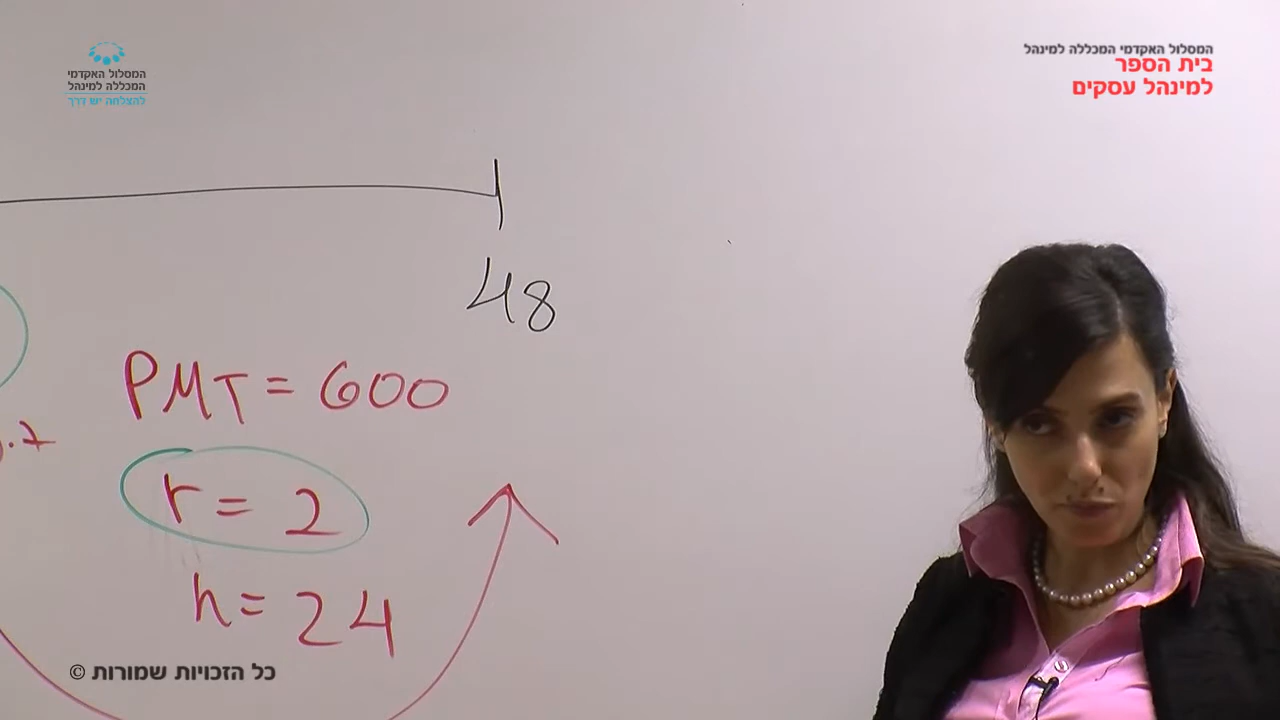 המסלול האקדמי
המכללה למינהל
להצלחה יש דרך
המסלול האקדמי המכללה למינהל
בית הספר
למינהל עסקים
48
PMT = 600
r = 2
n = 24
כל הזכויות שמורות ©